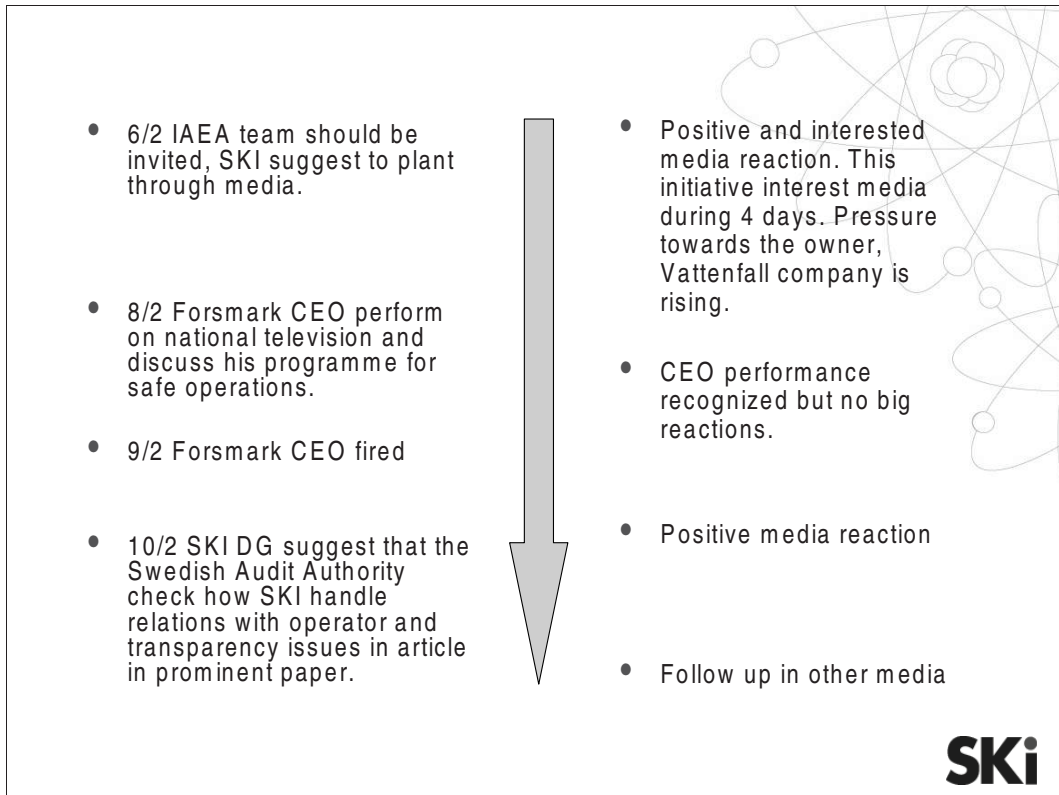 • 6/2 IAEA team should be
invited, SKI suggest to plant
through media.
• 8/2 Forsmark CEO perform
on national television and
discuss his programme for
safe operations.
• 9/2 Forsmark CEO fired
• 10/2 SKI DG suggest that the
Swedish Audit Authority
check how SKI handle
relations with operator and
transparency issues in article
in prominent paper.
• Positive and interested
media reaction. This
initiative interest media
during 4 days. Pressure
towards the owner,
Vattenfall company is
rising.
• CEO performance
recognized but no big
reactions.
• Positive media reaction
• Follow up in other media
SKi